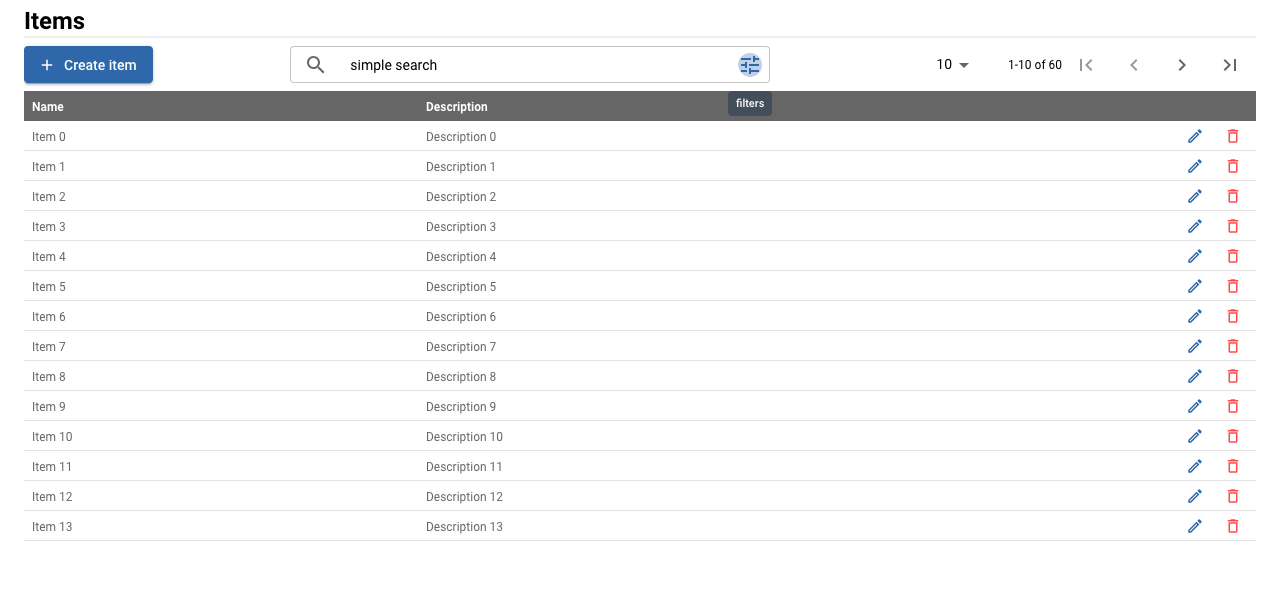 Items
Create item
simple search
10
1-10 of 60
filters
Name Description
Item 0 Description 0
Item 1 Description 1
Item 2 Description 2
Item 3 Description 3
Item 4 Description 4
Item 5 Description 5
Item 6 Description 6
Item 7 Description 7
Item 8 Description 8
Item 9 Description 9
Item 10 Description 10
Item 11 Description 11
Item 12 Description 12
Item 13 Description 13